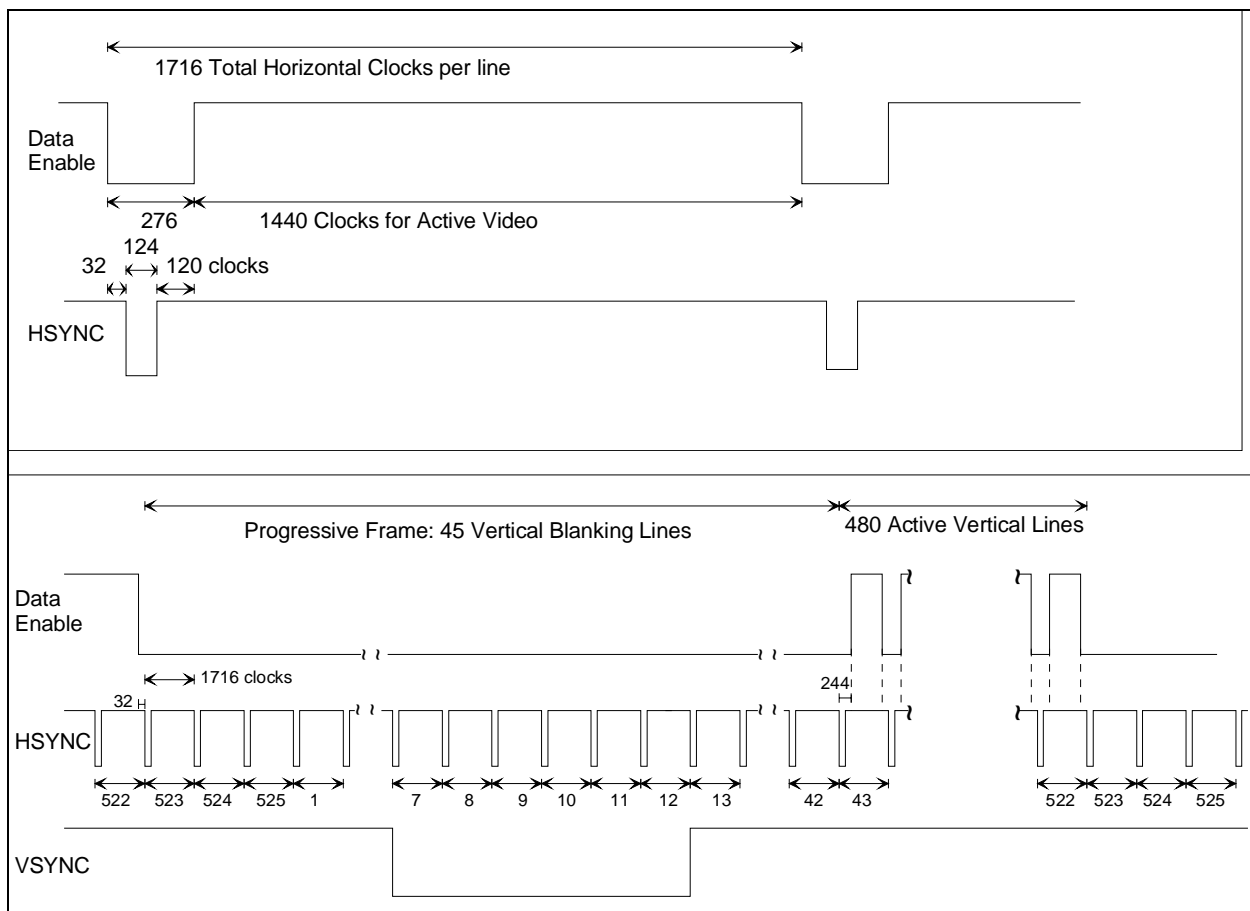 1716 Total Horizontal Clocks per line
Data
Enable
276
1440 Clocks for Active Video
124
32
120 clocks
HSYNC
Progressive Frame: 45 Vertical Blanking Lines
480 Active Vertical Lines
Data
Enable
1716 clocks
32
244
HSYNC
522 523 524 525 1 7 8 9 10 11 12 13 42 43 522 523 524 525
VSYNC